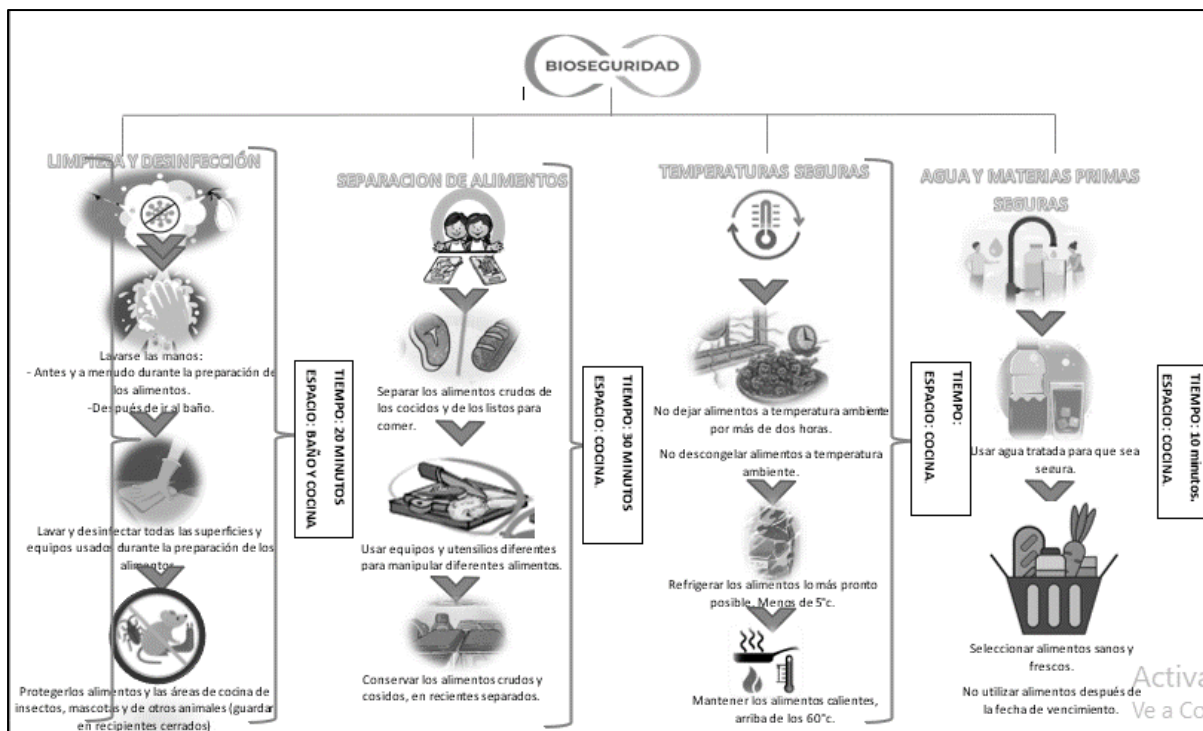 BIOSEGURIDAD
LIMPIEZA Y DESINFECCIÓN
Lavarse las manos:
- Antes y a menudo durante la preparación de
los alimentos.
-Después de ir al baño.
Lavar y desinfectar todas las superficies y
equipos usados durante la preparación de los
alimentos.
Protegerlos alimentos y las áreas de cocina de
insectos, mascotas y de otros animales (guardar
en recipientes cerrados)
TIEMPO: 20 MINUTOS
ESPACIO: BAÑO Y COCINA
SEPARACION DE ALIMENTOS
Separar los alimentos crudos de
los cocidos y de los listos para
comer.
Usar equipos y utensilios diferentes
para manipular diferentes alimentos.
Conservar los alimentos crudos y
cosidos, en recientes separados.
TIEMPO: 30 MINUTOS
ESPACIO: COCINA.
TEMPERATURAS SEGURAS
No dejar alimentos a temperatura ambiente
por más de dos horas.
No descongelar alimentos a temperatura
ambiente.
Refrigerar los alimentos lo más pronto
posible. Menos de 5°c.
Mantener los alimentos calientes,
arriba de los 60°c.
TIEMPO:
ESPACIO: COCINA.
AGUA Y MATERIAS PRIMAS
SEGURAS
Usar agua tratada para que sea
segura.
Seleccionar alimentos sanos y
frescos.
No utilizar alimentos después de
la fecha de vencimiento.
TIEMPO: 10 minutos.
ESPACIO: COCINA.
Activa
Ve a Co